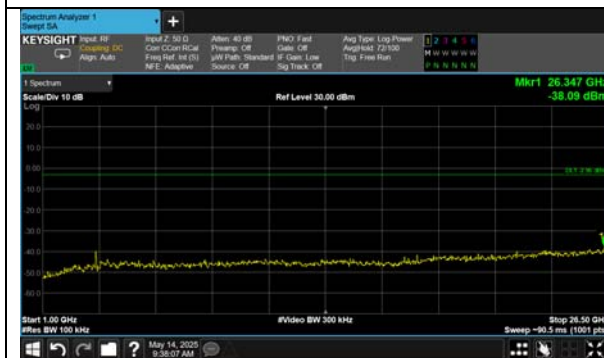 Spectrum Analyzer 1
Swept SA
+
KEYSIGHT Input: RF Input Z: 50 Ω Atten: 40 dB PNO: Fast Avg Type: Log-Power 1 2 3 4 5 6
Coupling: DC Corr CCorr RCal Preamp: Off Gate: Off Avg|Hold: 72/100 M W W W W W
Align: Auto Freq Ref: Int (S) µW Path: Standard IF Gain: Low Trig: Free Run
NFE: Adaptive Source: Off Sig Track: Off P N N N N N
1 Spectrum
Mkr1 26.347 GHz
Scale/Div 10 dB Ref Level 30.00 dBm -38.09 dBm
Log
20.0
10.0
0.00
-10.0
-20.0
-30.0
-40.0
-50.0
-60.0
1
Start 1.00 GHz #Video BW 300 kHz Stop 26.50 GHz
#Res BW 100 kHz Sweep ~90.5 ms (1001 pts)
? May 14, 2025
9:38:07 AM